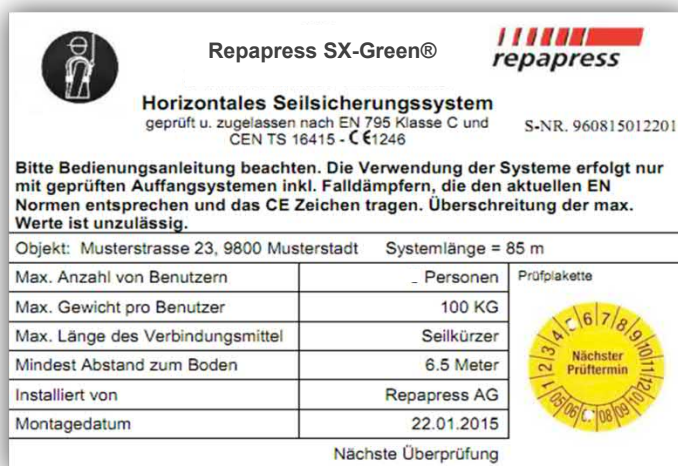 Repapress SX-Green®
repapress
Horizontales Seilsicherungssystem
geprüft u. zugelassen nach EN 795 Klasse C und
CEN TS 16415 - CE1246
S-NR. 960815012201
Bitte Bedienungsanleitung beachten. Die Verwendung der Systeme erfolgt nur
mit geprüften Auffangsystemen inkl. Falldämpfern, die den aktuellen EN
Normen entsprechen und das CE Zeichen tragen. Überschreitung der max.
Werte ist unzulässig.
Objekt: Musterstrasse 23, 9800 Musterstadt Systemlänge = 85 m
Max. Anzahl von Benutzern _ Personen
Max. Gewicht pro Benutzer 100 KG
Max. Länge des Verbindungsmittel Seilkürzer
Mindest Abstand zum Boden 6.5 Meter
Installiert von Repapress AG
Montagedatum 22.01.2015
Prüfplakette
1 2 3 4 6 7 8 9 10 11 12
Nächster
Prüftermin
05 06 08 09 10
Nächste Überprüfung